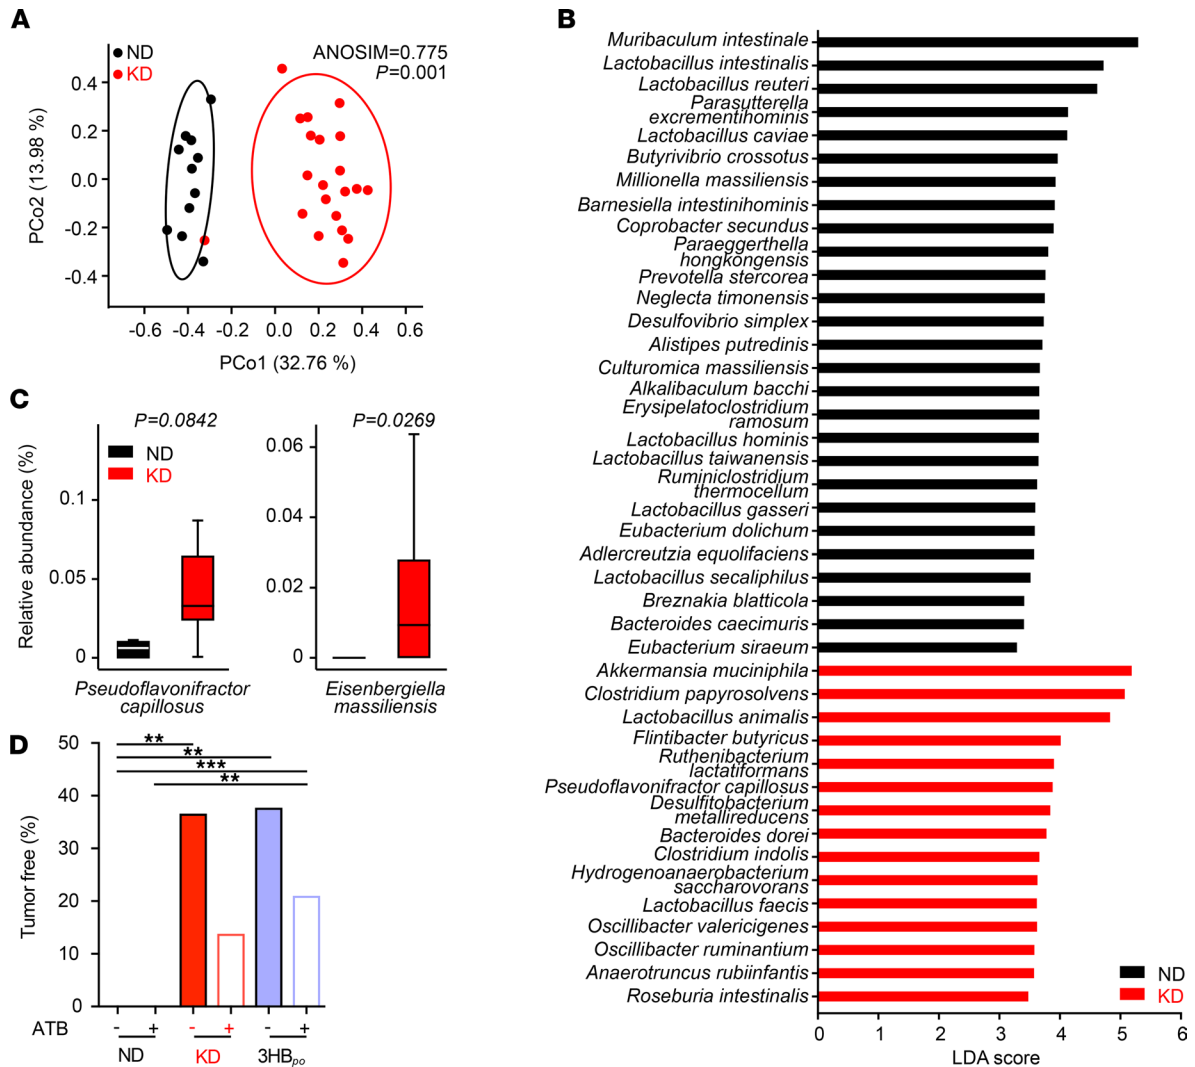 A
ND
KD
ANOSIM=0.775
P=0.001
0.4
0.2
0.0
-0.2
-0.4
PCo2 (13.98 %)
-0.6 -0.4 -0.2 0.0 0.2 0.4 0.6
PCo1 (32.76 %)
B
Muribaculum intestinale
Lactobacillus intestinalis
Lactobacillus reuteri
Parasutterella
excrementihominis
Lactobacillus caviae
Butyrivibrio crossotus
Millionella massiliensis
Barnesiella intestinihominis
Coprobacter secundus
Paraeggerthella
hongkongensis
Prevotella stercorea
Neglecta timonensis
Desulfovibrio simplex
Alistipes putredinis
Culturomica massiliensis
Alkalibaculum bacchi
Erysipelatoclostridium
ramosum
Lactobacillus hominis
Lactobacillus taiwanensis
Ruminiclostridium
thermocellum
Lactobacillus gasseri
Eubacterium dolichum
Adlercreutzia equolifaciens
Lactobacillus secaliphilus
Breznakia blatticola
Bacteroides caecimuris
Eubacterium siraeum
Akkermansia muciniphila
Clostridium papyrosolvens
Lactobacillus animalis
Flintibacter butyricus
Ruthenibacterium
lactatiformans
Pseudoflavonifractor capillosus
Desulfitobacterium
metallireducens
Bacteroides dorei
Clostridium indolis
Hydrogenoanaerobacterium
saccharovorans
Lactobacillus faecis
Oscillibacter valericigenes
Oscillibacter ruminantium
Anaerotruncus rubiinfantis
Roseburia intestinalis
ND
KD
0 1 2 3 4 5 6
LDA score
C
P=0.0842
ND
KD
0.1
0.05
0
Relative abundance (%)
Pseudoflavonifractor
capillosus
P=0.0269
0.06
0.04
0.02
0
Eisenbergiella
massiliensis
D
**
**
***
**
50
40
30
20
10
0
Tumor free (%)
ATB - + - + - +
ND KD 3HBpo